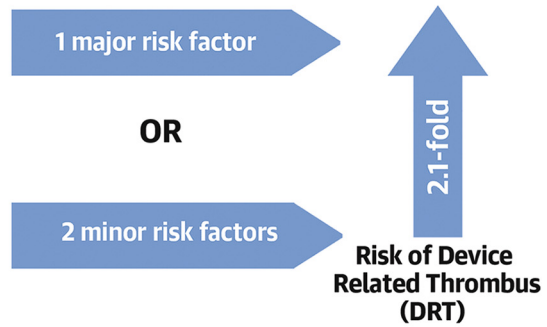 1 major risk factor
OR
2 minor risk factors
2.1-fold
Risk of Device
Related Thrombus
(DRT)